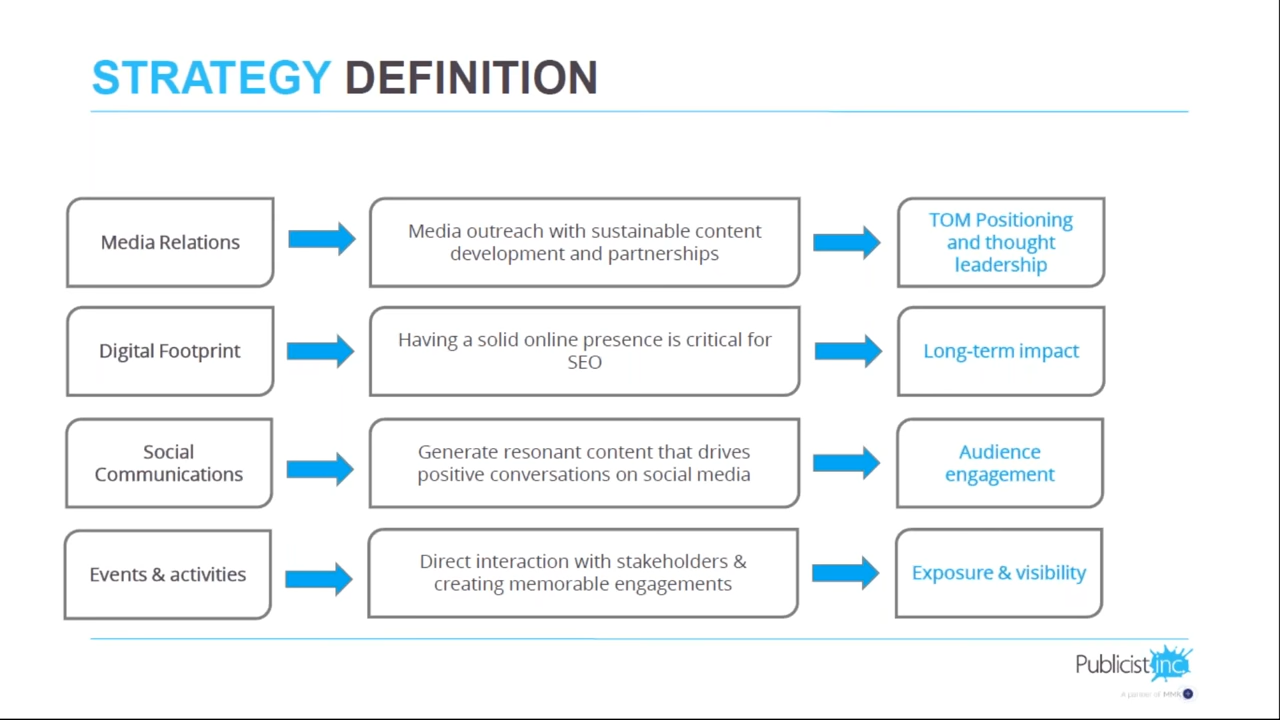 STRATEGY DEFINITION
Media Relations
Media outreach with sustainable content
development and partnerships
TOM Positioning
and thought
leadership
Digital Footprint
Having a solid online presence is critical for
SEO
Long-term impact
Social
Communications
Generate resonant content that drives
positive conversations on social media
Audience
engagement
Events & activities
Direct interaction with stakeholders &
creating memorable engagements
Exposure & visibility
Publicist inc.
A partner of